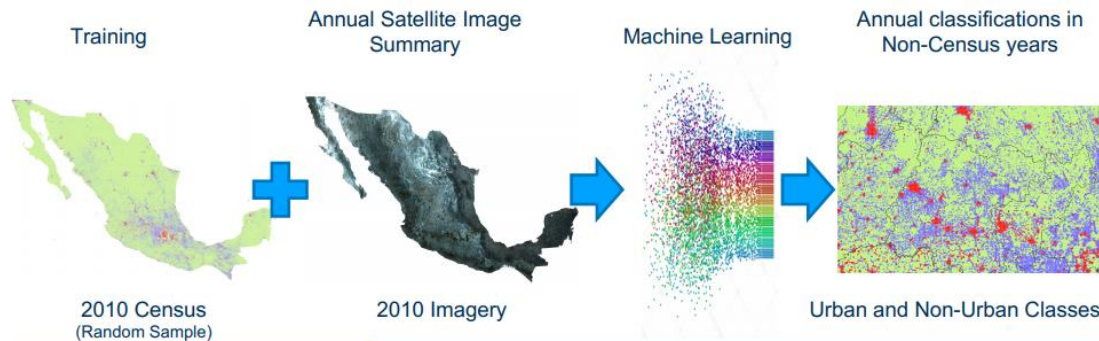 Training
Annual Satellite Image
Summary
Machine Learning
Annual classifications in
Non-Census years
2010 Census
(Random Sample)
2010 Imagery
Urban and Non-Urban Classes